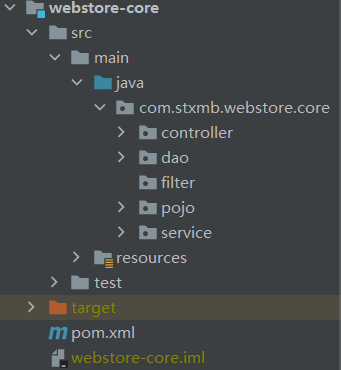 webstore-core
src
main
java
com.stxmb.webstore.core
controller
dao
filter
pojo
service
resources
test
target
m pom.xml
webstore-core.iml